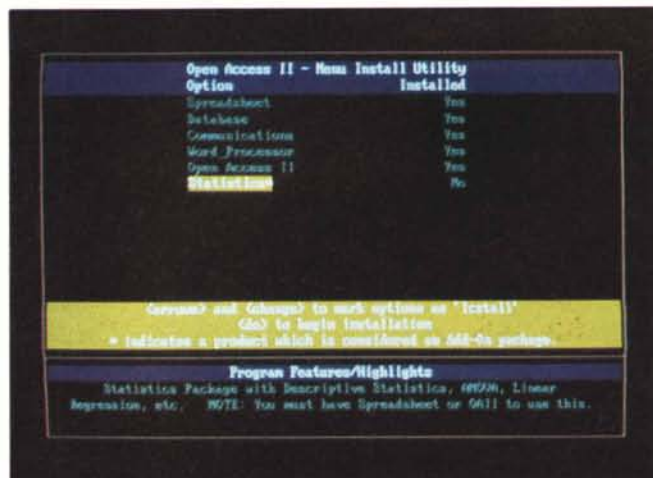 Open Access II - Menu Install Utility
Option Installed
Spreadsheet Yes
Database Yes
Communications Yes
Word Processor Yes
Open Access II Yes
Statistics* No
<arrows> and <change> to mark options as 'Install'
<do> to begin installation
* indicates a product which is considered an Add-On package.
Program Features/Highlights
Statistics Package with Descriptive Statistics, ANOVA, Linear
Regression, etc. NOTE: You must have Spreadsheet or OAII to use this.